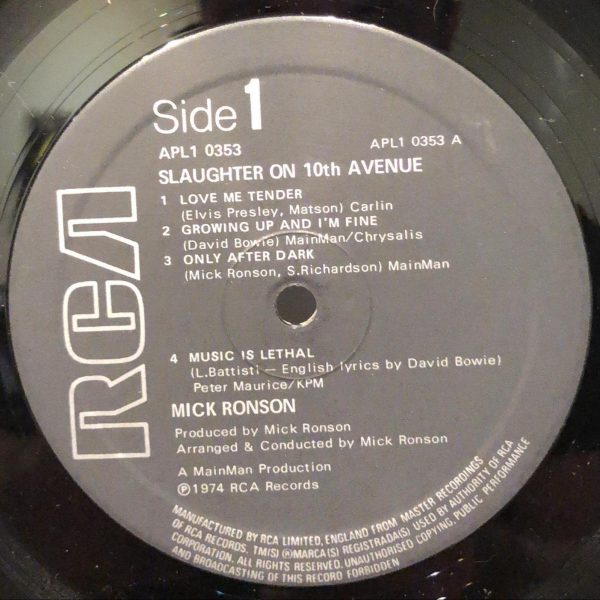 Side 1
APL1 0353 APL1 0353 A
SLAUGHTER ON 10th AVENUE
1 LOVE ME TENDER
(Elvis Presley, Matson) Carlin
2 GROWING UP AND I'M FINE
(David Bowie) MainMan/Chrysalis
3 ONLY AFTER DARK
(Mick Ronson, S.Richardson) MainMan
RCA
4 MUSIC IS LETHAL
(L.Battisti — English lyrics by David Bowie)
Peter Maurice/KPM
MICK RONSON
Produced by Mick Ronson
Arranged & Conducted by Mick Ronson
A MainMan Production
℗1974 RCA Records
MANUFACTURED BY RCA LIMITED, ENGLAND FROM MASTER RECORDINGS
OF RCA RECORDS. TM(S) ®MARCA(S) REGISTRADA(S) USED BY AUTHORITY OF RCA
CORPORATION. ALL RIGHTS RESERVED. UNAUTHORISED COPYING, PUBLIC PERFORMANCE
AND BROADCASTING OF THIS RECORD FORBIDDEN